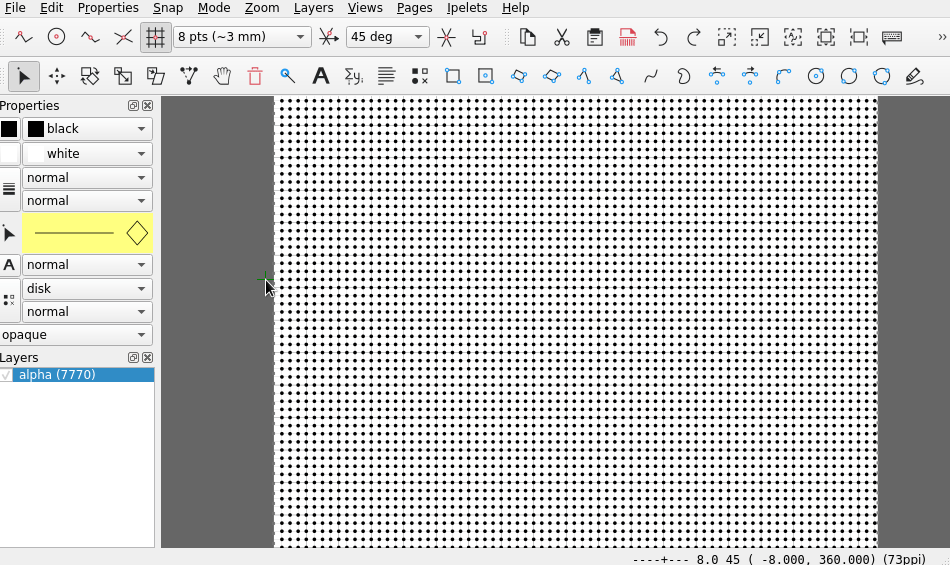 File Edit Properties Snap Mode Zoom Layers Views Pages Ipelets Help
8 pts (~3 mm) 45 deg
Properties
black
white
normal
normal
A normal
disk
normal
opaque
Layers
alpha (7770)
----+--- 8.0 45 ( -8.000, 360.000) (73ppi)